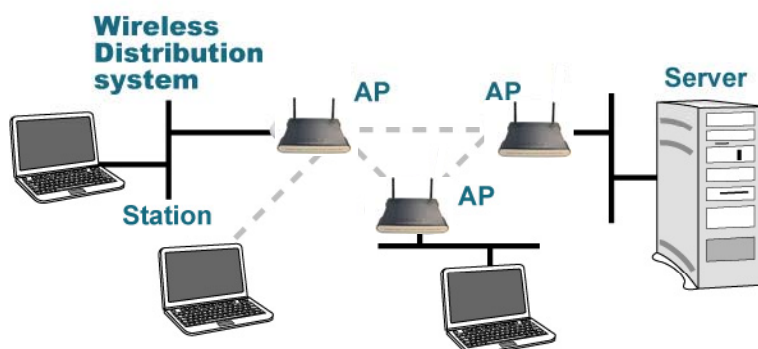 Wireless
Distribution
system
AP
AP
Server
Station
AP